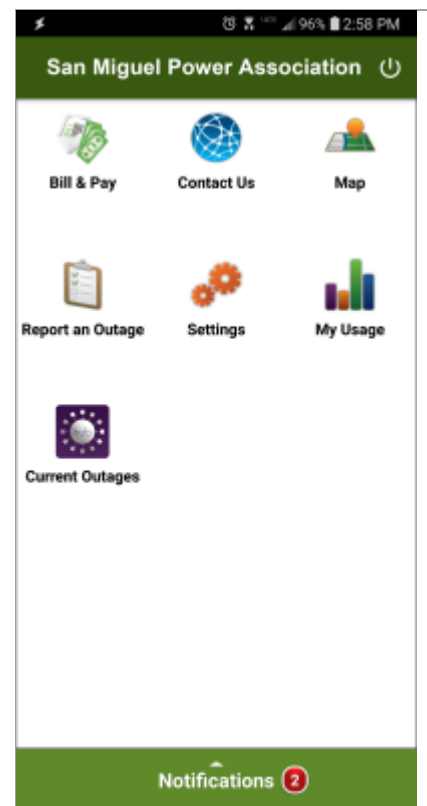 96% 2:58 PM
San Miguel Power Association
Bill & Pay Contact Us Map
Report an Outage Settings My Usage
Current Outages
Notifications 2